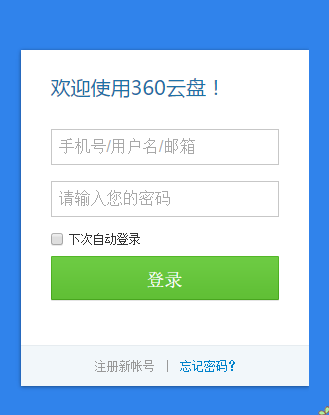 欢迎使用360云盘！
手机号/用户名/邮箱
请输入您的密码
下次自动登录
登录
注册新帐号 | 忘记密码?